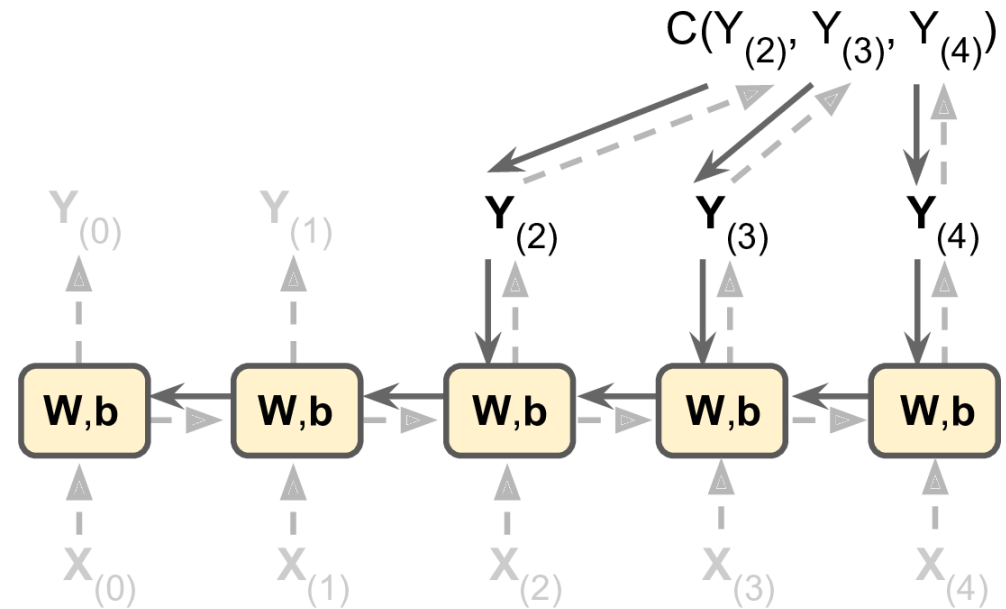 C(Y(2), Y(3), Y(4))
Y(0) Y(1) Y(2) Y(3) Y(4)
W,b W,b W,b W,b W,b
X(0) X(1) X(2) X(3) X(4)